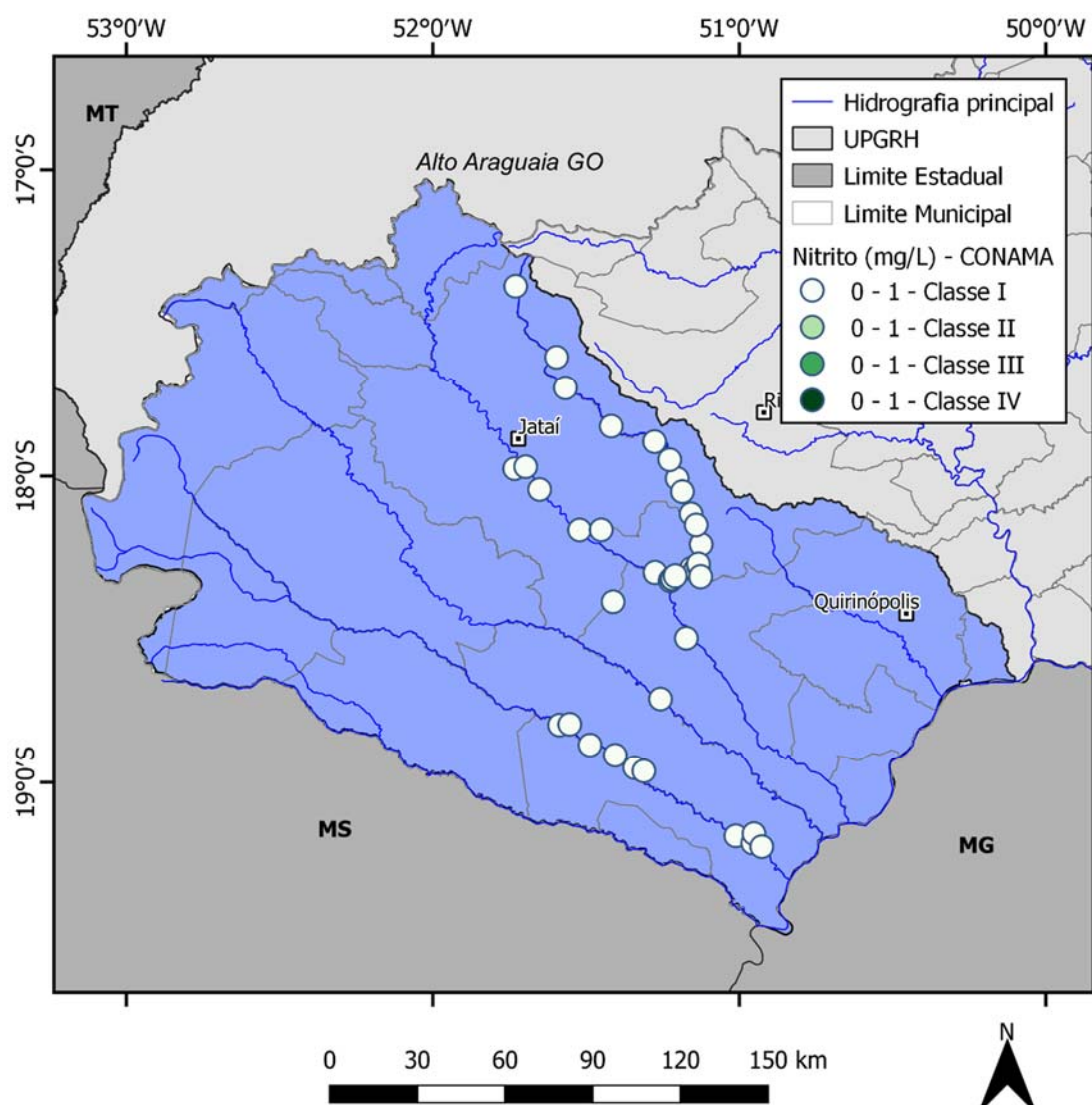 53°0'W 52°0'W 51°0'W 50°0'W
MT
Alto Araguaia GO
17°0'S
Hidrografia principal
UPGRH
Limite Estadual
Limite Municipal
Nitrito (mg/L) - CONAMA
0 - 1 - Classe I
0 - 1 - Classe II
0 - 1 - Classe III
0 - 1 - Classe IV
Ri
Jataí
18°0'S
Quirinópolis
19°0'S
MS
MG
0 30 60 90 120 150 km
N